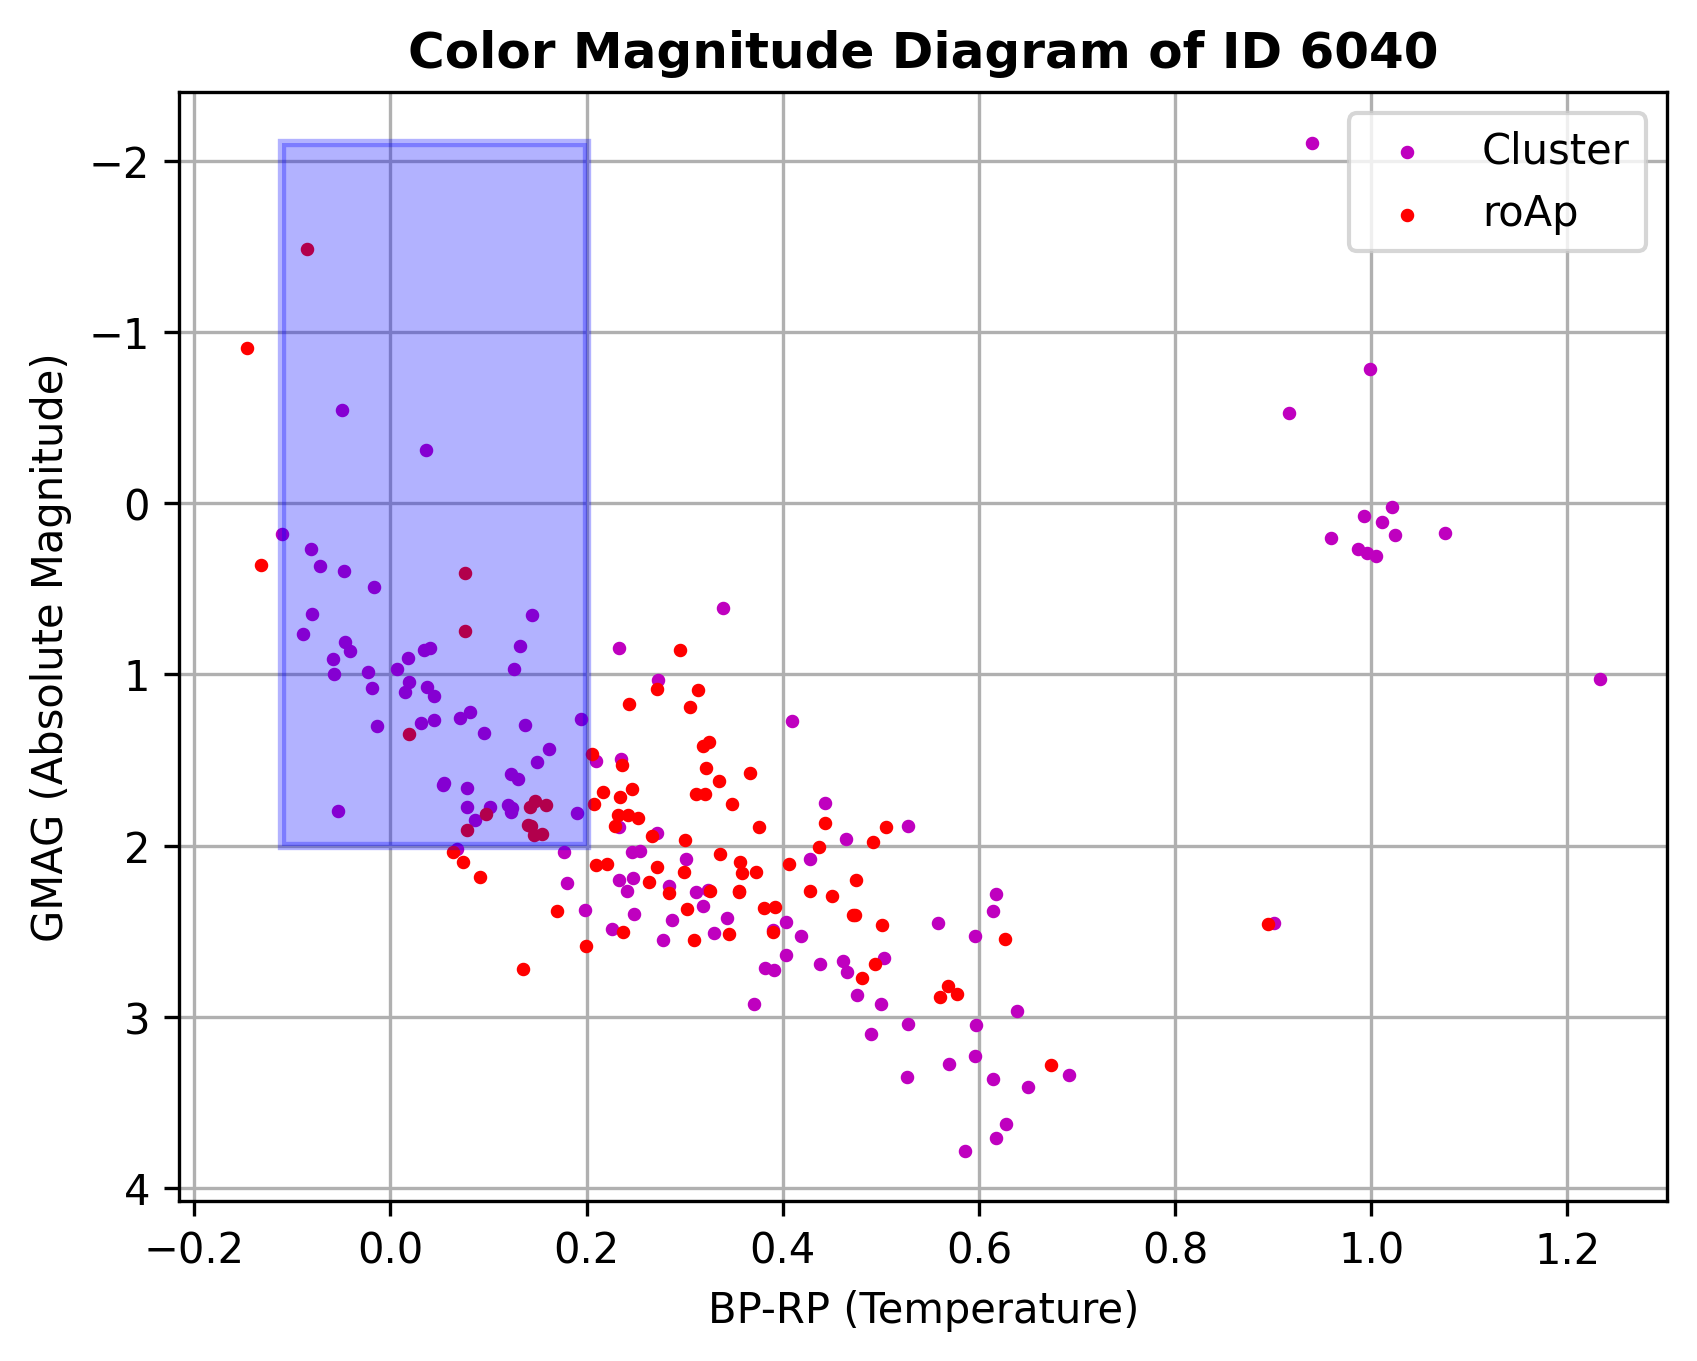 Color Magnitude Diagram of ID 6040
Cluster
roAp
−2
−1
0
1
2
3
4
GMAG (Absolute Magnitude)
−0.2 0.0 0.2 0.4 0.6 0.8 1.0 1.2
BP-RP (Temperature)